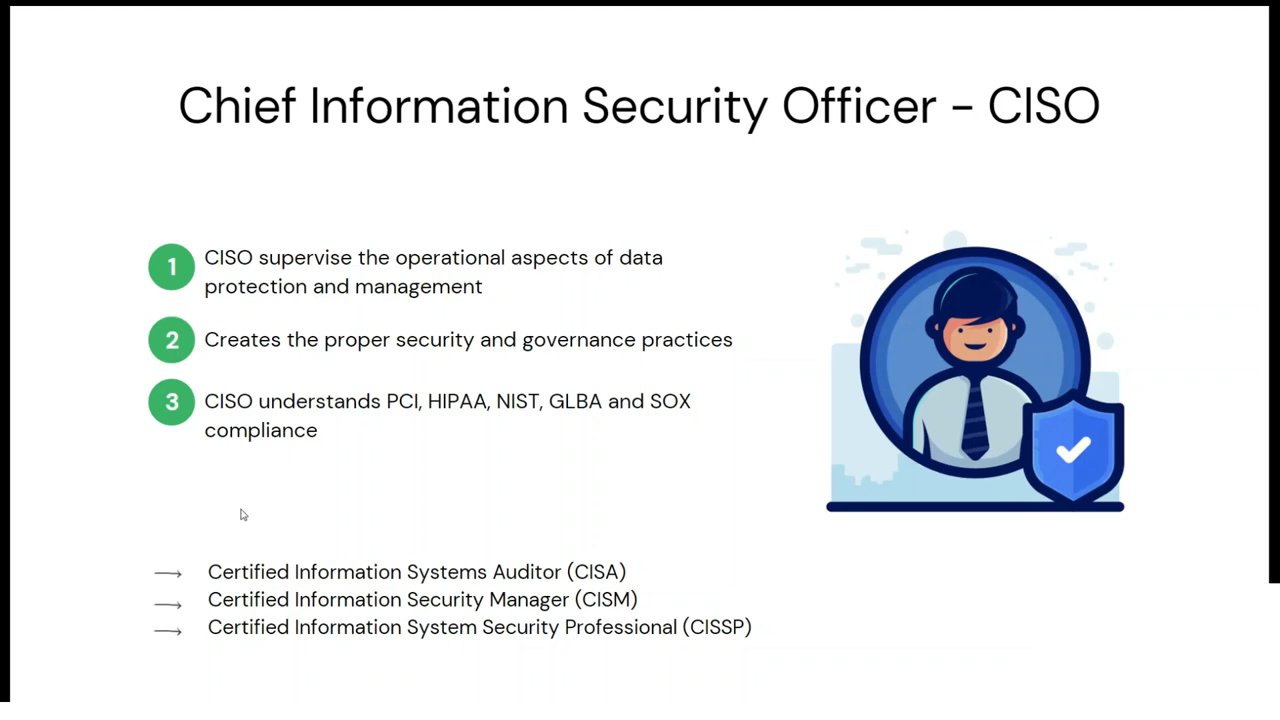 Chief Information Security Officer - CISO
1 CISO supervise the operational aspects of data
protection and management
2 Creates the proper security and governance practices
3 CISO understands PCI, HIPAA, NIST, GLBA and SOX
compliance
Certified Information Systems Auditor (CISA)
Certified Information Security Manager (CISM)
Certified Information System Security Professional (CISSP)